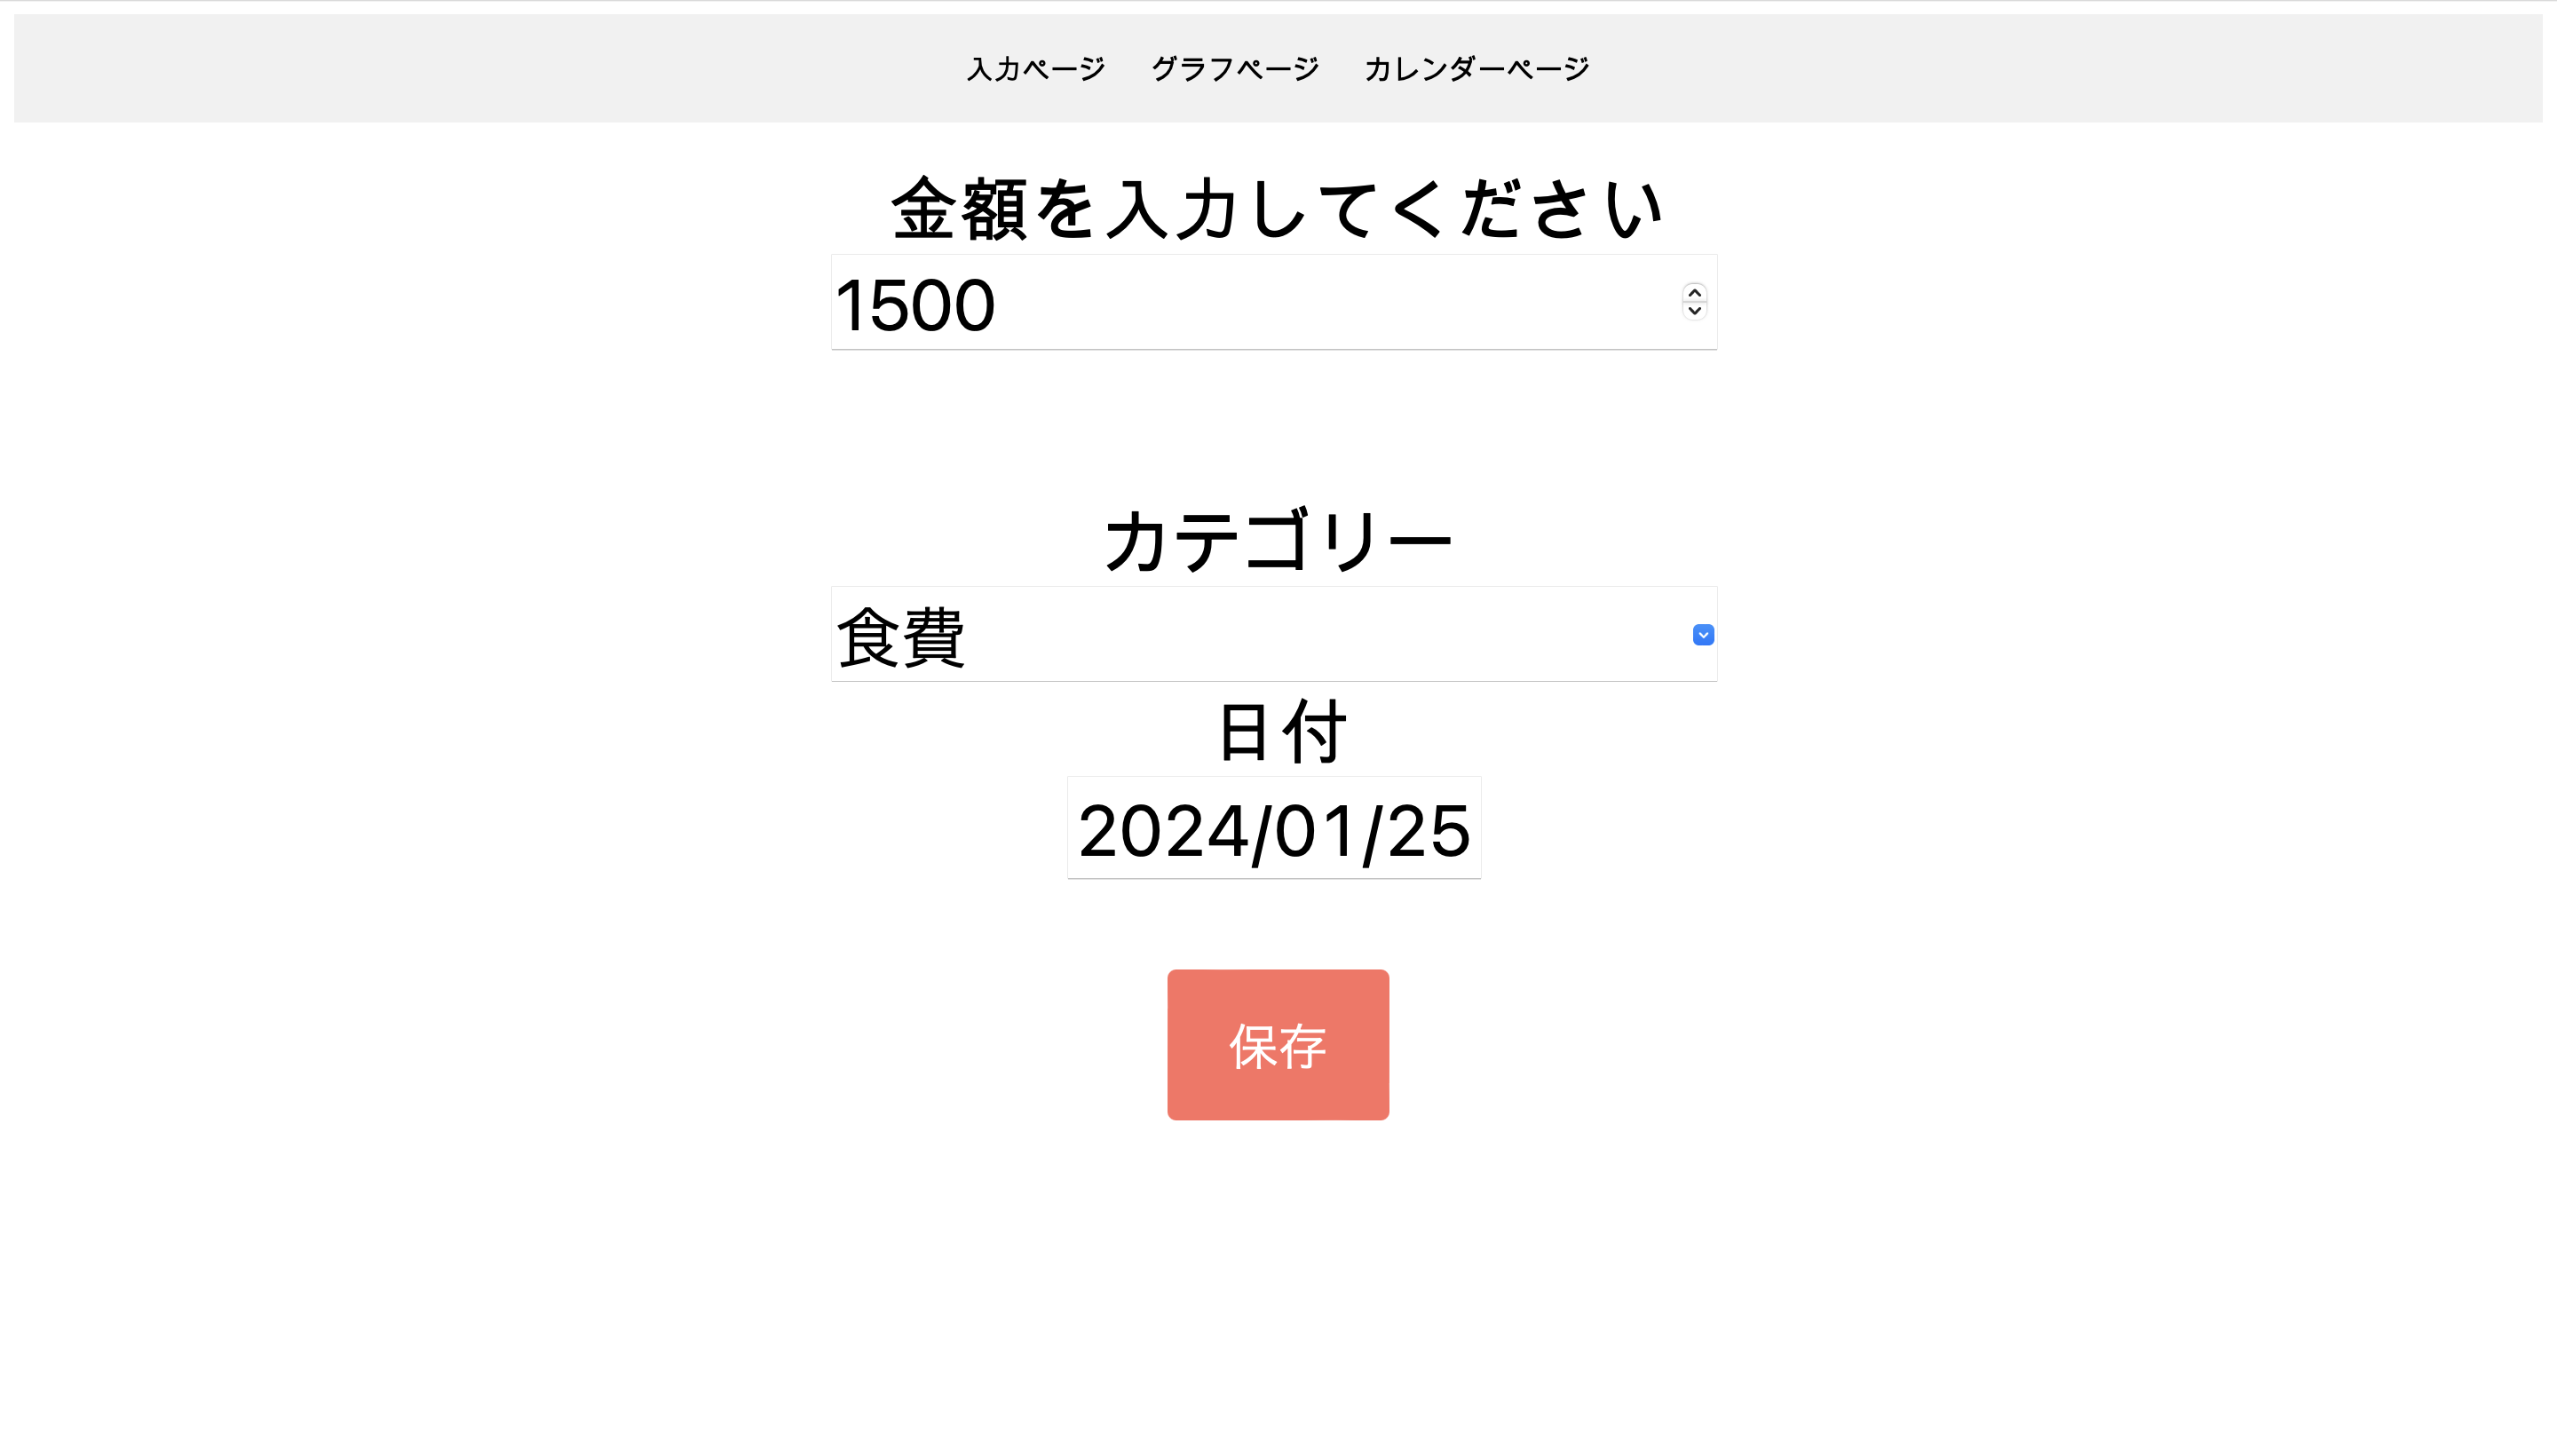 入力ページ グラフページ カレンダーページ
金額を入力してください
1500
カテゴリー
食費
日付
2024/01/25
保存